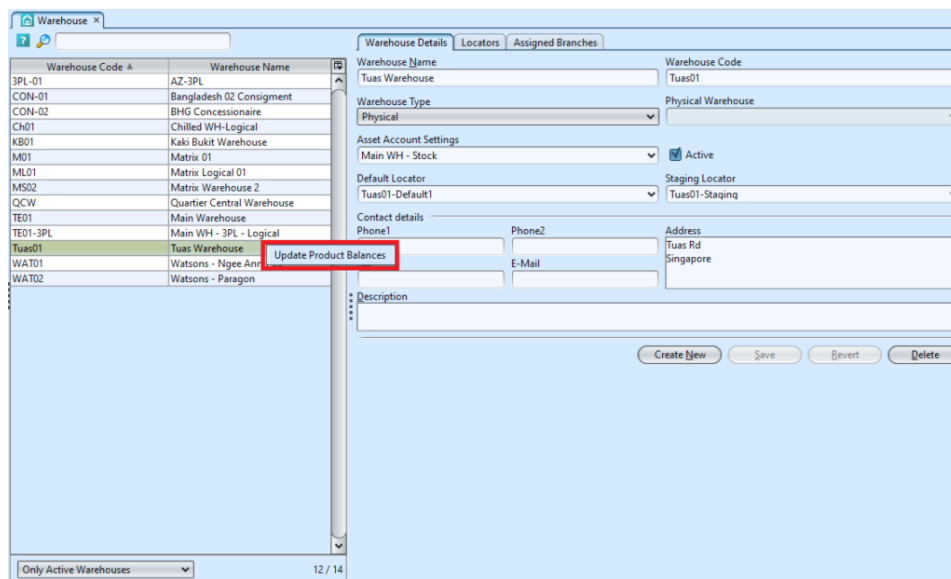 Warehouse ×
?
Warehouse Code Warehouse Name
3PL-01 AZ-3PL
CON-01 Bangladesh 02 Consigment
CON-02 BHG Concessionaire
Ch01 Chilled WH-Logical
KB01 Kaki Bukit Warehouse
M01 Matrix 01
ML01 Matrix Logical 01
MS02 Matrix Warehouse 2
QCW Quartier Central Warehouse
TE01 Main Warehouse
TE01-3PL Main WH - 3PL - Logical
Tuas01 Tuas Warehouse
WAT01 Watsons - Ngee Ann
WAT02 Watsons - Paragon
Update Product Balances
Only Active Warehouses 12 / 14
Warehouse Details Locators Assigned Branches
Warehouse Name Warehouse Code
Tuas Warehouse Tuas01
Warehouse Type Physical Warehouse
Physical
Asset Account Settings
Main WH - Stock Active
Default Locator Staging Locator
Tuas01-Default1 Tuas01-Staging
Contact details
Phone1 Phone2 Address
Tuas Rd
Singapore
E-Mail
Description
Create New Save Revert Delete